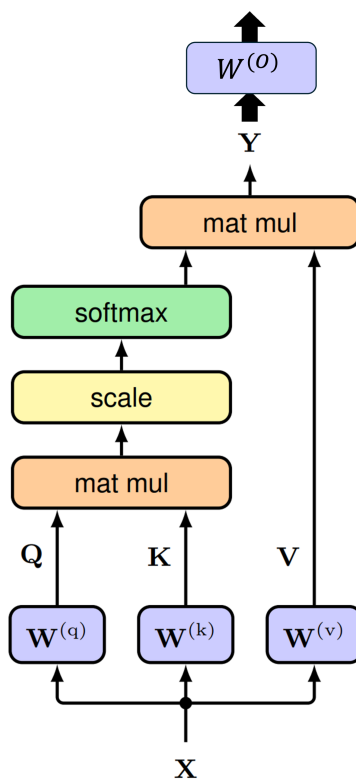 W^(O)
Y
mat mul
softmax
scale
mat mul
Q K V
W^(q) W^(k) W^(v)
X